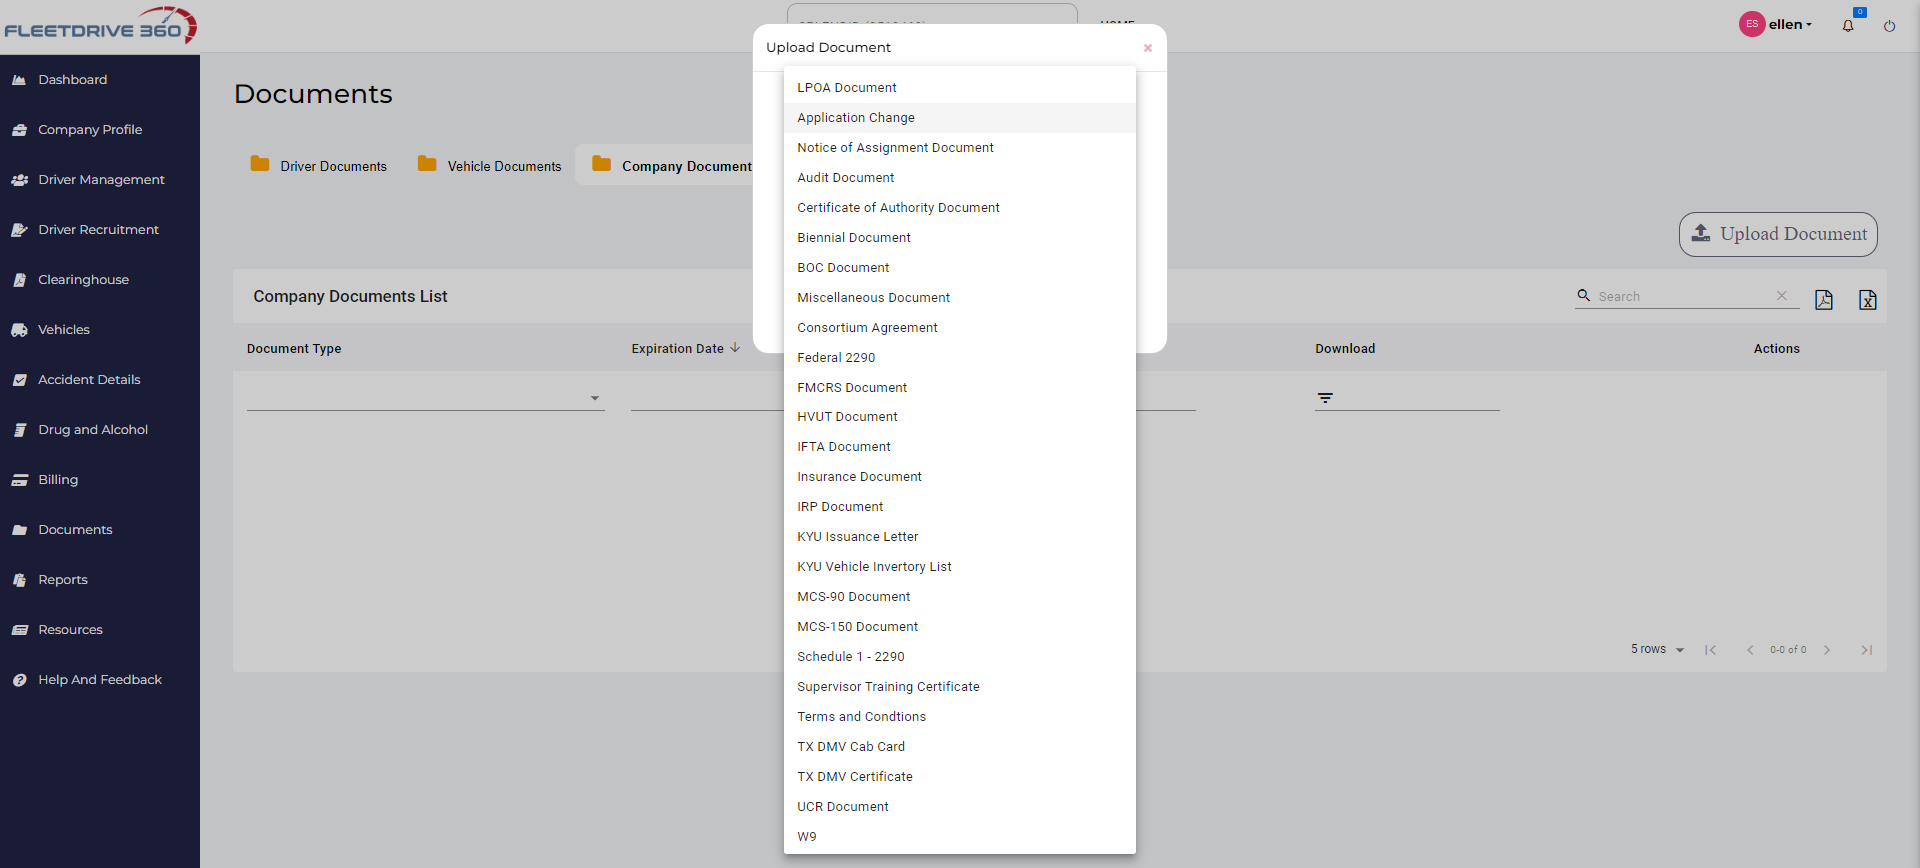 FLEETDRIVE 360
HOME
ES ellen
0
Upload Document
Dashboard
Company Profile
Driver Management
Driver Recruitment
Clearinghouse
Vehicles
Accident Details
Drug and Alcohol
Billing
Documents
Reports
Resources
Help And Feedback
Documents
Driver Documents
Vehicle Documents
Company Document
Upload Document
Company Documents List
Search
Document Type
Expiration Date
Download
Actions
LPOA Document
Application Change
Notice of Assignment Document
Audit Document
Certificate of Authority Document
Biennial Document
BOC Document
Miscellaneous Document
Consortium Agreement
Federal 2290
FMCRS Document
HVUT Document
IFTA Document
Insurance Document
IRP Document
KYU Issuance Letter
KYU Vehicle Invertory List
MCS-90 Document
MCS-150 Document
Schedule 1 - 2290
Supervisor Training Certificate
Terms and Condtions
TX DMV Cab Card
TX DMV Certificate
UCR Document
W9
5 rows
0-0 of 0